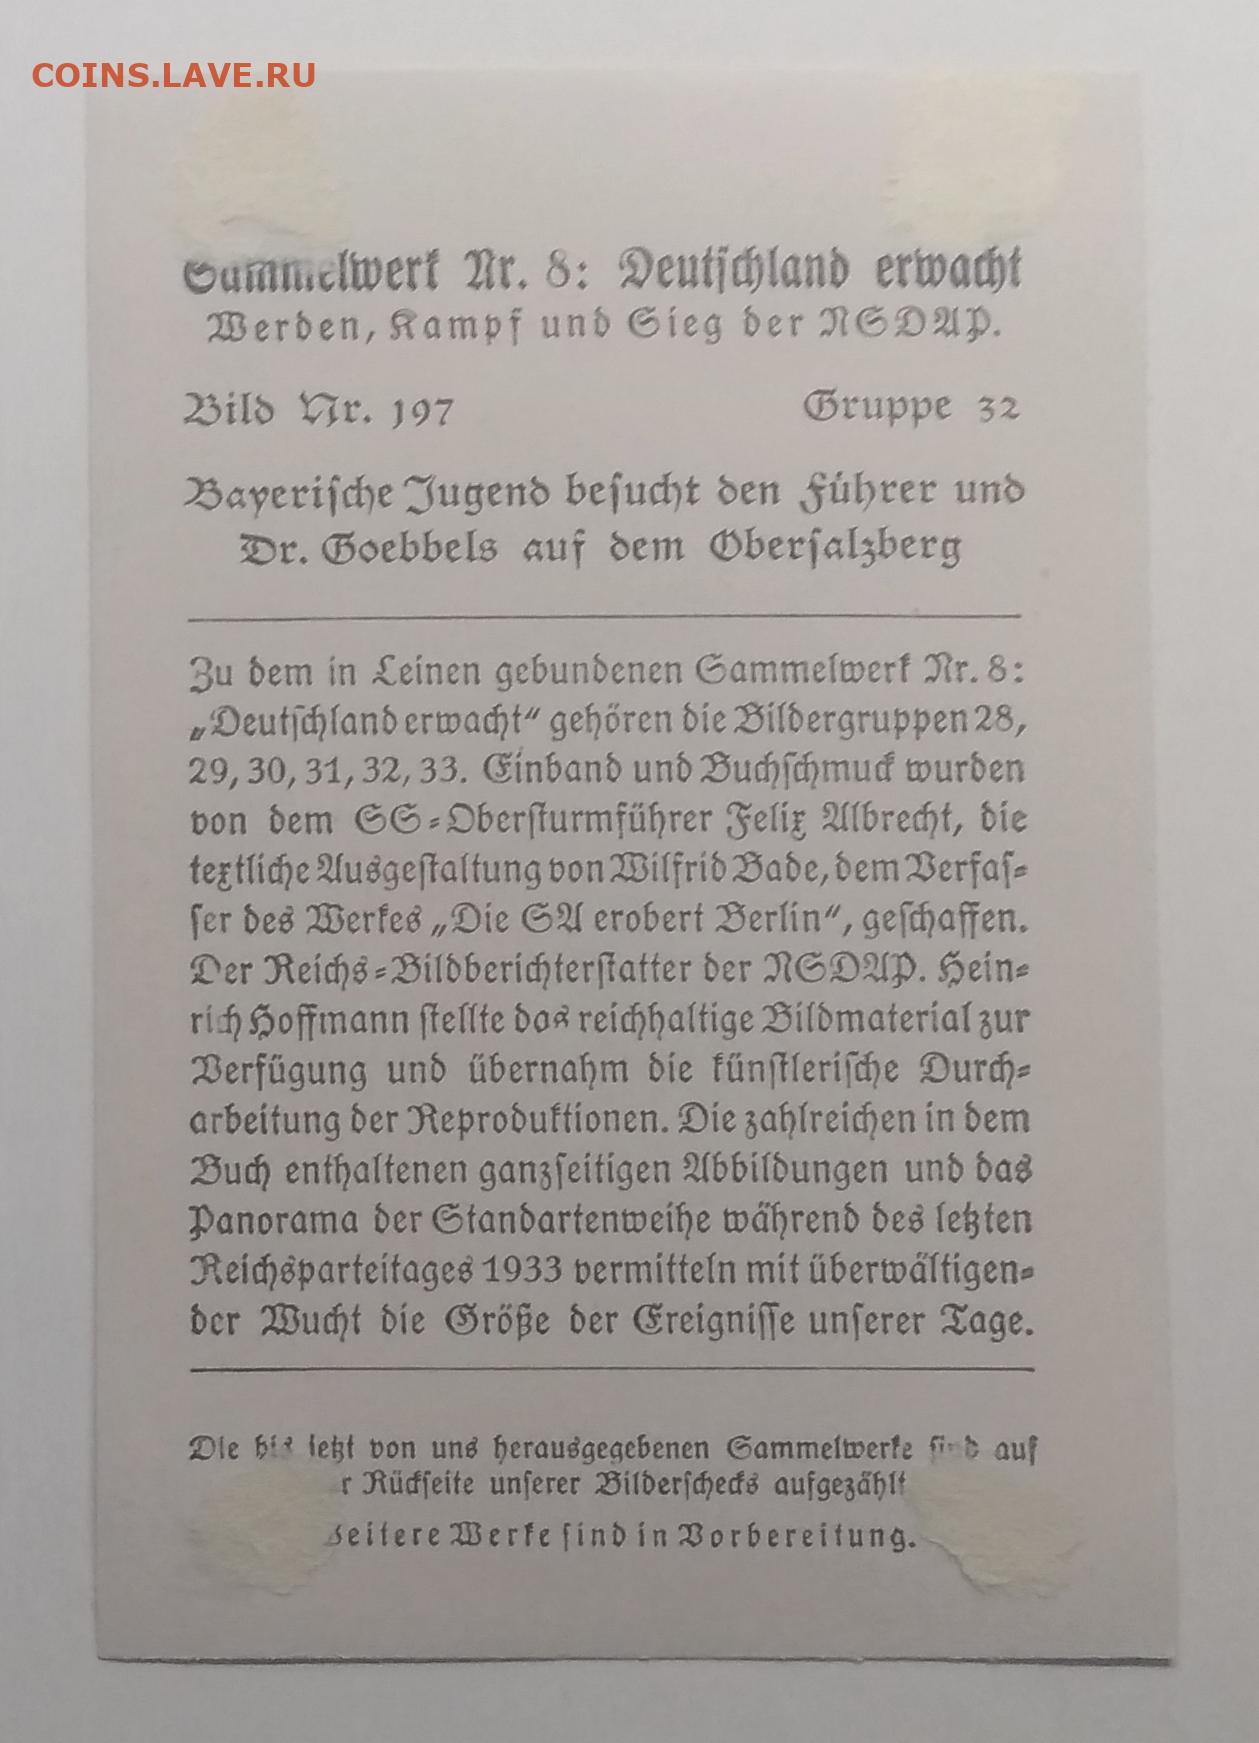 COINS.LAVE.RU
Sammelwerk Nr. 8: Deutschland erwacht
Werden, Kampf und Sieg der NSDAP.
Bild Nr. 197 Gruppe 32
Bayerische Jugend besucht den Führer und
Dr. Goebbels auf dem Obersalzberg
Zu dem in Leinen gebundenen Sammelwerk Nr. 8:
„Deutschland erwacht“ gehören die Bildergruppen 28,
29, 30, 31, 32, 33. Einband und Buchschmuck wurden
von dem SS-Obersturmführer Felix Albrecht, die
textliche Ausgestaltung von Wilfrid Bade, dem Verfas-
ser des Werkes „Die SA erobert Berlin“, geschaffen.
Der Reichs-Bildberichterstatter der NSDAP. Hein-
rich Hoffmann stellte das reichhaltige Bildmaterial zur
Verfügung und übernahm die künstlerische Durch-
arbeitung der Reproduktionen. Die zahlreichen in dem
Buch enthaltenen ganzseitigen Abbildungen und das
Panorama der Standartenweihe während des letzten
Reichsparteitages 1933 vermitteln mit überwältigen-
der Wucht die Größe der Ereignisse unserer Tage.
Die bis jetzt von uns herausgegebenen Sammelwerke sind auf
Rückseite unserer Bilderschecks aufgezählt
Werke sind in Vorbereitung.